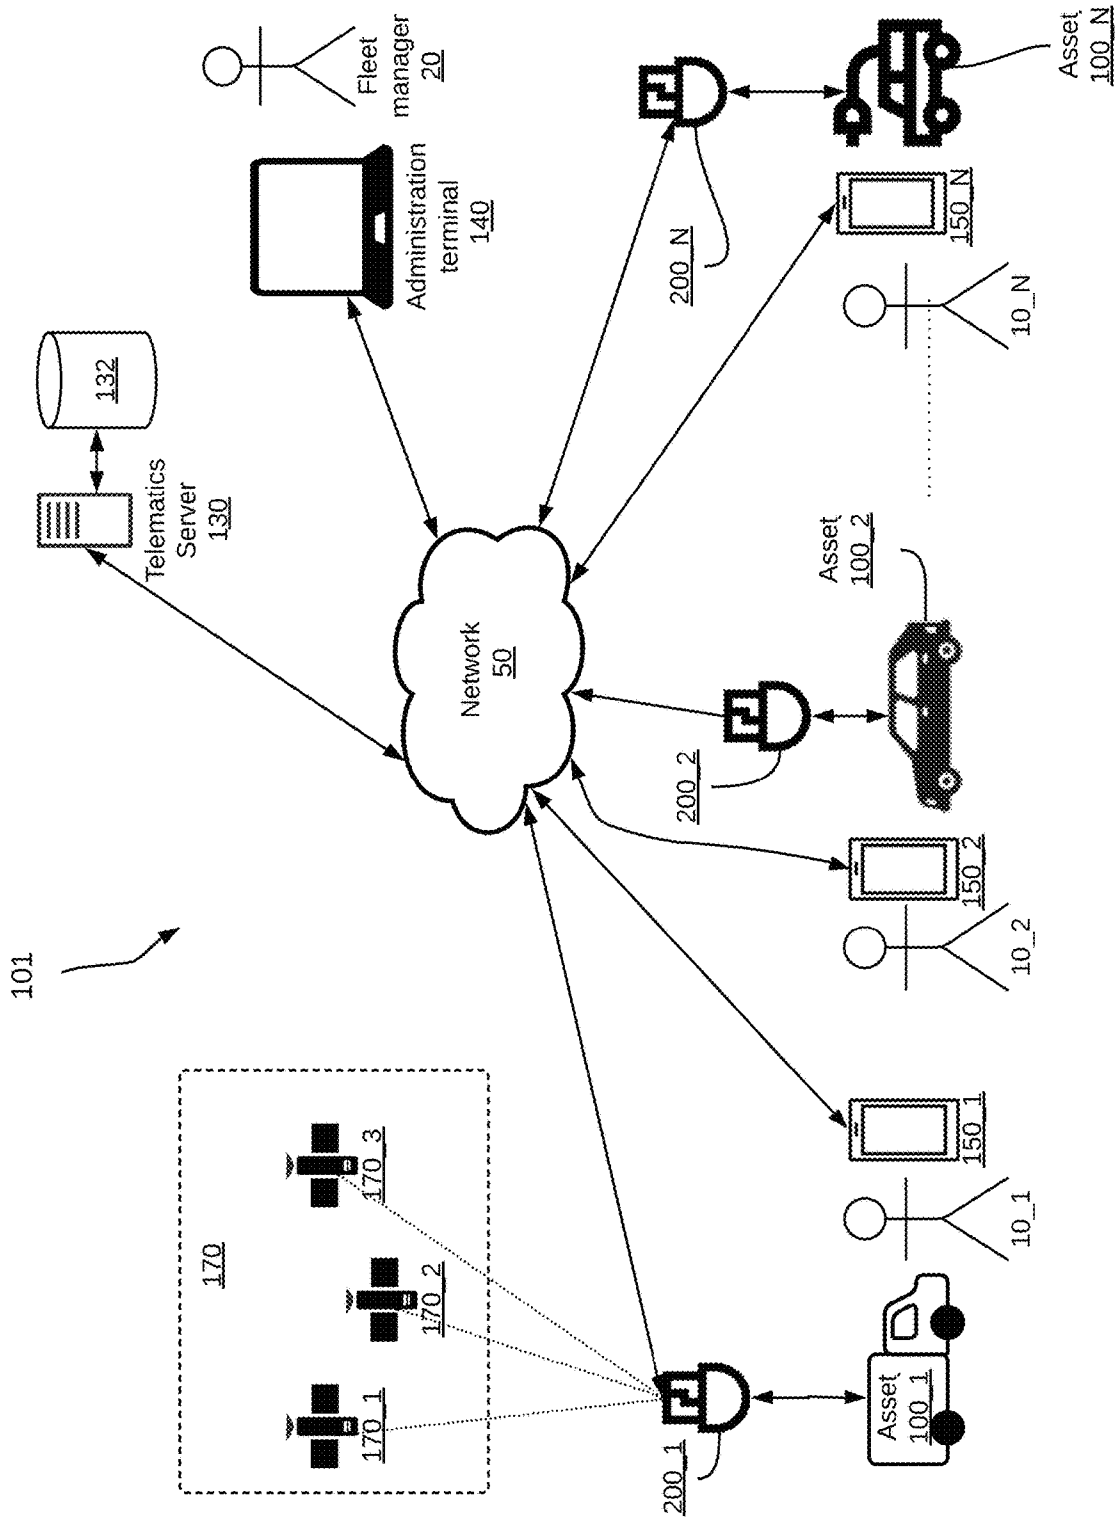 101
170
170_1
170_2
170_3
Telematics
Server
130
132
Administration
terminal
140
Fleet
manager
20
Network
50
200_1
Asset
100_1
10_1
150_1
10_2
150_2
200_2
Asset
100_2
10_N
150_N
200_N
Asset
100_N